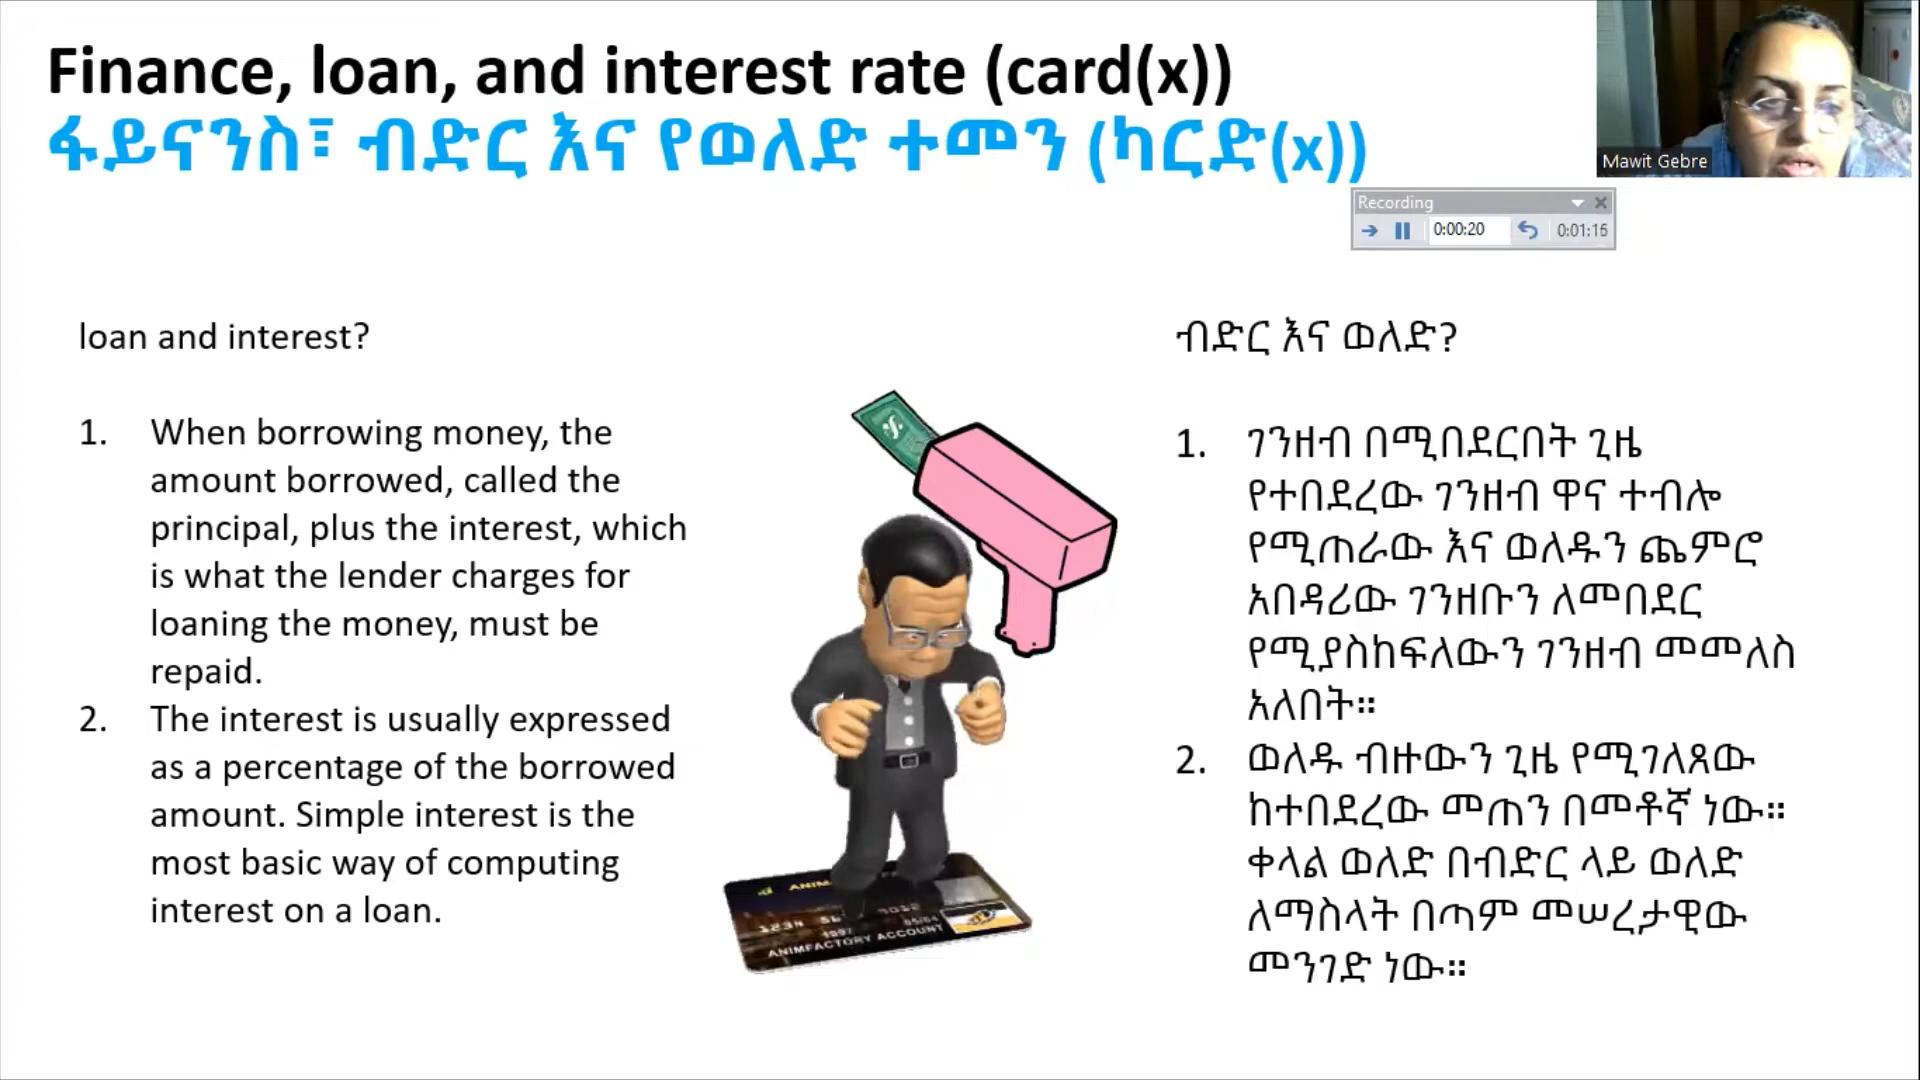 Finance, loan, and interest rate (card(x))
ፋይናንስ፣ ብድር እና የወለድ ተመን (ካርድ(x))
Mawit Gebre
Recording
0:00:20
0:01:15
loan and interest?
1. When borrowing money, the
amount borrowed, called the
principal, plus the interest, which
is what the lender charges for
loaning the money, must be
repaid.
2. The interest is usually expressed
as a percentage of the borrowed
amount. Simple interest is the
most basic way of computing
interest on a loan.
ANIMFACTORY ACCOUNT
ብድር እና ወለድ?
1. ገንዘብ በሚበደርበት ጊዜ
የተበደረው ገንዘብ ዋና ተብሎ
የሚጠራው እና ወለዱን ጨምሮ
አበዳሪው ገንዘቡን ለመበደር
የሚያስከፍለውን ገንዘብ መመለስ
አለበት።
2. ወለዱ ብዙውን ጊዜ የሚገለጸው
ከተበደረው መጠን በመቶኛ ነው።
ቀላል ወለድ በብድር ላይ ወለድ
ለማስላት በጣም መሠረታዊው
መንገድ ነው።